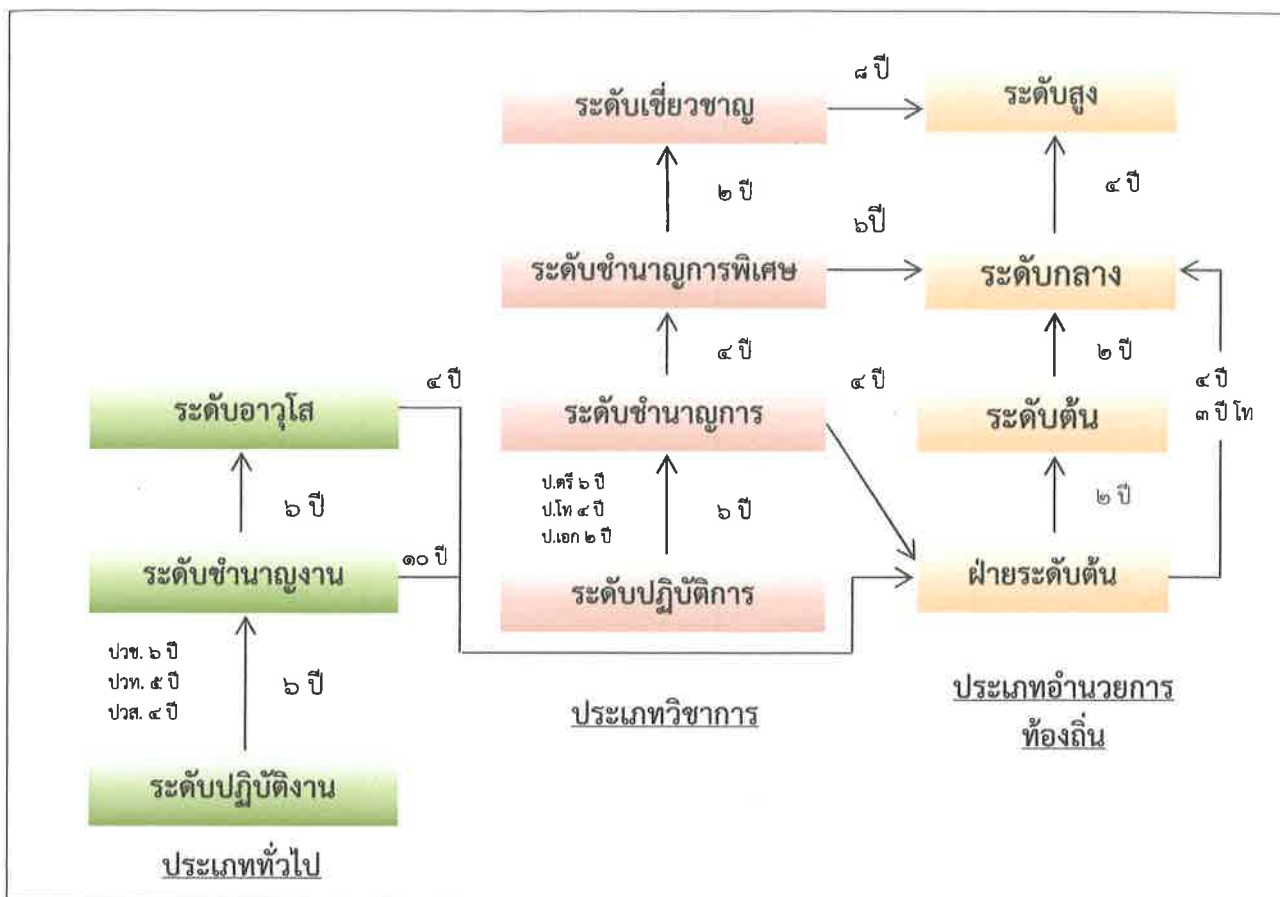 ๘ ปี
ระดับเชี่ยวชาญ
ระดับสูง
๒ ปี
๔ ปี
๖ปี
ระดับชำนาญการพิเศษ
ระดับกลาง
๔ ปี
๒ ปี
๔ ปี
๔ ปี
๔ ปี
๓ ปี โท
ระดับอาวุโส
ระดับชำนาญการ
ระดับต้น
๖ ปี
ป.ตรี ๖ ปี
ป.โท ๔ ปี
ป.เอก ๒ ปี
๖ ปี
๒ ปี
๑๐ ปี
ระดับชำนาญงาน
ระดับปฏิบัติการ
ฝ่ายระดับต้น
ปวช. ๖ ปี
ปวท. ๕ ปี
ปวส. ๔ ปี
๖ ปี
ประเภทวิชาการ
ประเภทอำนวยการ
ท้องถิ่น
ระดับปฏิบัติงาน
ประเภททั่วไป